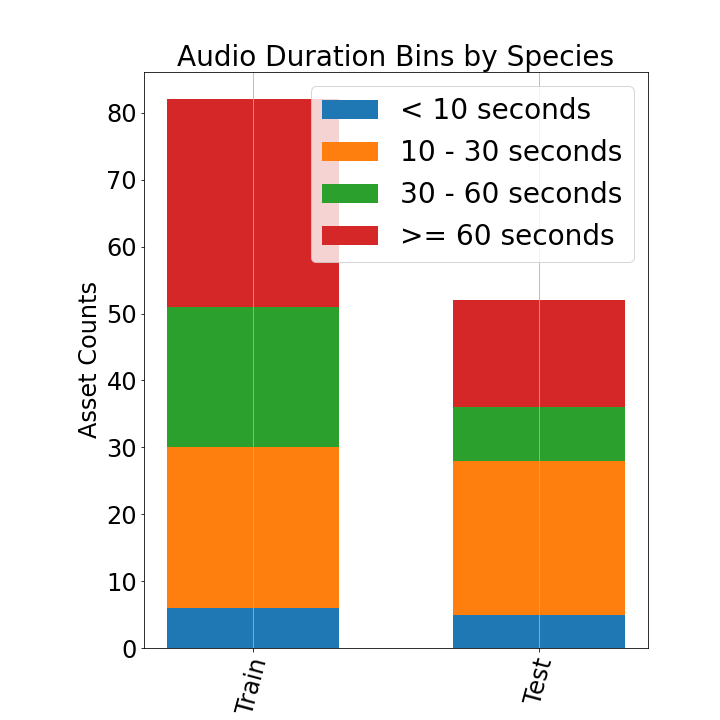 Audio Duration Bins by Species
< 10 seconds
10 - 30 seconds
30 - 60 seconds
>= 60 seconds
Asset Counts
80
70
60
50
40
30
20
10
0
Train
Test